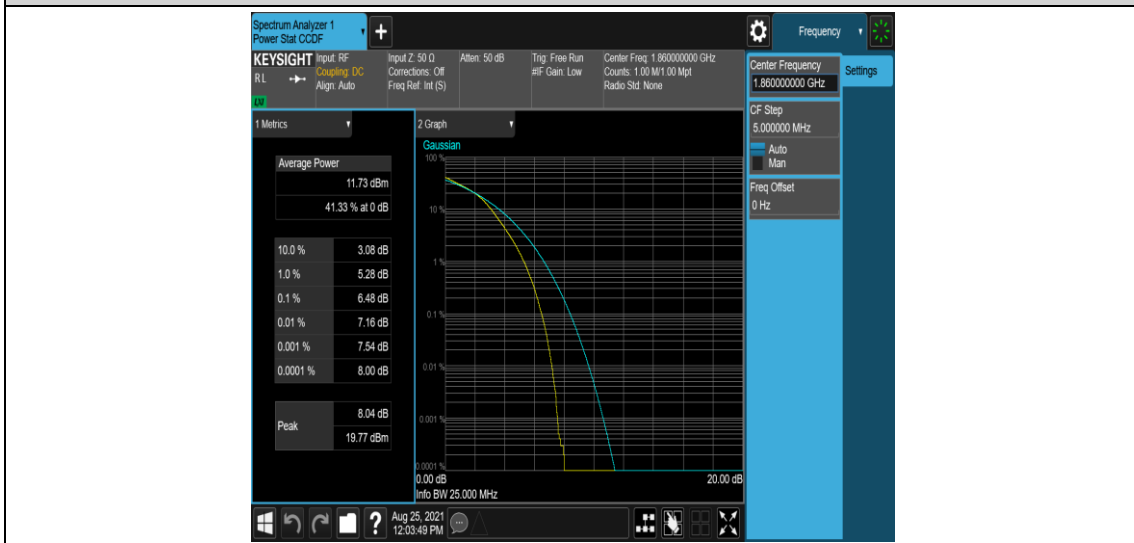 Spectrum Analyzer 1
Power Stat CCDF
+
Frequency
KEYSIGHT
RL
Input: RF
Coupling: DC
Align: Auto
Input Z: 50 Ω
Corrections: Off
Freq Ref: Int (S)
Atten: 50 dB
Trig: Free Run
#IF Gain: Low
Center Freq: 1.860000000 GHz
Counts: 1.00 M/1.00 Mpt
Radio Std: None
Center Frequency
1.860000000 GHz
Settings
CF Step
5.000000 MHz
Auto
Man
Freq Offset
0 Hz
1 Metrics
Average Power
11.73 dBm
41.33 % at 0 dB
10.0 % 3.08 dB
1.0 % 5.28 dB
0.1 % 6.48 dB
0.01 % 7.16 dB
0.001 % 7.54 dB
0.0001 % 8.00 dB
Peak
8.04 dB
19.77 dBm
2 Graph
Gaussian
100 %
10 %
1 %
0.1 %
0.01 %
0.001 %
0.0001 %
0.00 dB
20.00 dB
Info BW 25.000 MHz
?
Aug 25, 2021
12:03:49 PM